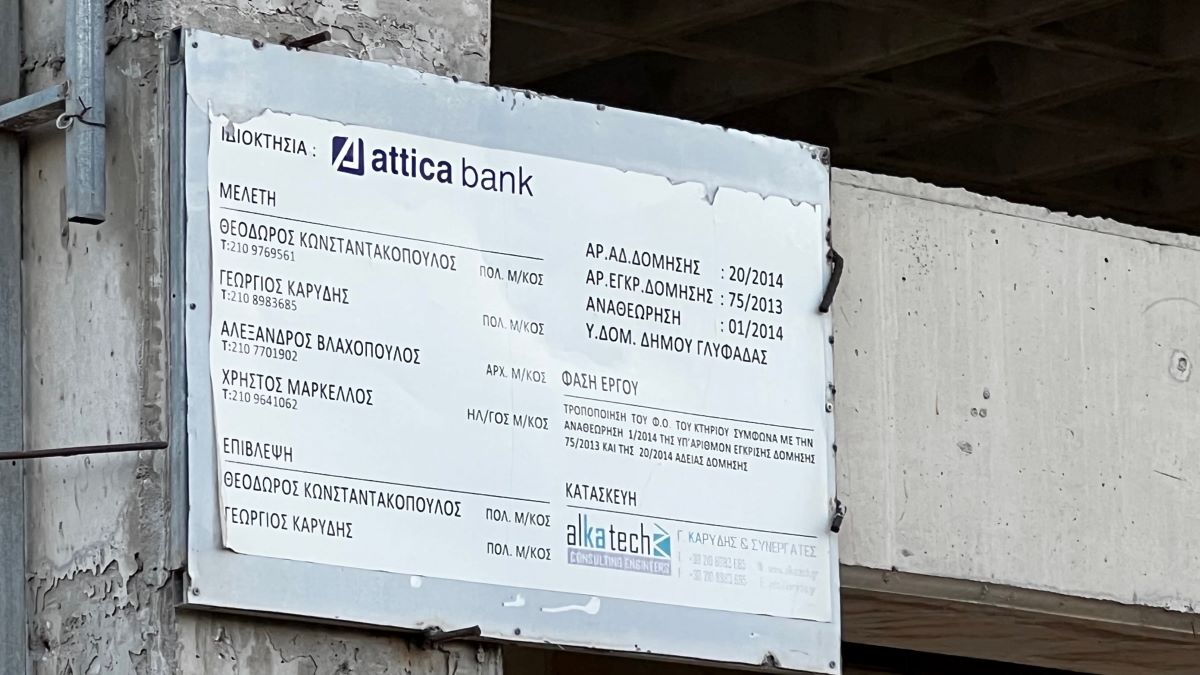 ΙΔΙΟΚΤΗΣΙΑ : attica bank
ΜΕΛΕΤΗ
ΘΕΟΔΩΡΟΣ ΚΩΝΣΤΑΝΤΑΚΟΠΟΥΛΟΣ ΠΟΛ. Μ/ΚΟΣ
Τ:210 9769561
ΓΕΩΡΓΙΟΣ ΚΑΡΥΔΗΣ ΠΟΛ. Μ/ΚΟΣ
Τ:210 8983685
ΑΛΕΞΑΝΔΡΟΣ ΒΛΑΧΟΠΟΥΛΟΣ ΑΡΧ. Μ/ΚΟΣ
Τ:210 7701902
ΧΡΗΣΤΟΣ ΜΑΡΚΕΛΛΟΣ ΗΛ/ΓΟΣ Μ/ΚΟΣ
Τ:210 9641062
ΕΠΙΒΛΕΨΗ
ΘΕΟΔΩΡΟΣ ΚΩΝΣΤΑΝΤΑΚΟΠΟΥΛΟΣ ΠΟΛ. Μ/ΚΟΣ
ΓΕΩΡΓΙΟΣ ΚΑΡΥΔΗΣ ΠΟΛ. Μ/ΚΟΣ
ΑΡ.ΑΔ.ΔΟΜΗΣΗΣ : 20/2014
ΑΡ.ΕΓΚΡ.ΔΟΜΗΣΗΣ : 75/2013
ΑΝΑΘΕΩΡΗΣΗ : 01/2014
Υ.ΔΟΜ. ΔΗΜΟΥ ΓΛΥΦΑΔΑΣ
ΦΑΣΗ ΕΡΓΟΥ
ΤΡΟΠΟΠΟΙΗΣΗ ΤΟΥ Φ.Ο. ΤΟΥ ΚΤΗΡΙΟΥ ΣΥΜΦΩΝΑ ΜΕ ΤΗΝ
ΑΝΑΘΕΩΡΗΣΗ 1/2014 ΤΗΣ ΥΠ'ΑΡΙΘΜΟΝ ΕΓΚΡΙΣΗΣ ΔΟΜΗΣΗΣ
75/2013 ΚΑΙ ΤΗΣ 20/2014 ΑΔΕΙΑΣ ΔΟΜΗΣΗΣ
ΚΑΤΑΣΚΕΥΗ
alka tech
CONSULTING ENGINEERS
Γ. ΚΑΡΥΔΗΣ & ΣΥΝΕΡΓΑΤΕΣ